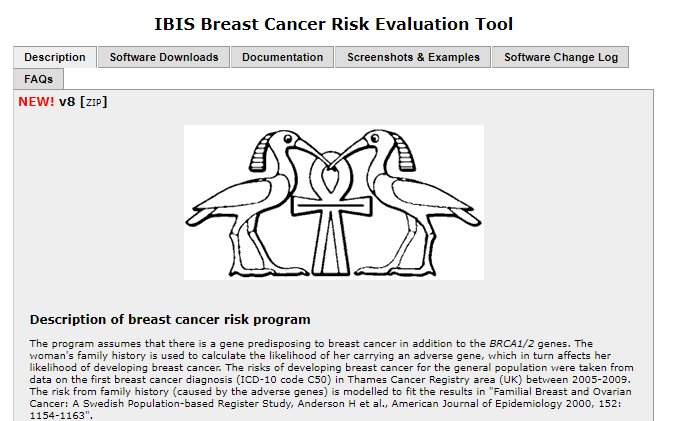 IBIS Breast Cancer Risk Evaluation Tool
Description
Software Downloads
Documentation
Screenshots & Examples
Software Change Log
FAQs
NEW! v8 [ZIP]
Description of breast cancer risk program
The program assumes that there is a gene predisposing to breast cancer in addition to the BRCA1/2 genes. The
woman's family history is used to calculate the likelihood of her carrying an adverse gene, which in turn affects her
likelihood of developing breast cancer. The risks of developing breast cancer for the general population were taken from
data on the first breast cancer diagnosis (ICD-10 code C50) in Thames Cancer Registry area (UK) between 2005-2009.
The risk from family history (caused by the adverse genes) is modelled to fit the results in "Familial Breast and Ovarian
Cancer: A Swedish Population-based Register Study, Anderson H et al., American Journal of Epidemiology 2000, 152:
1154-1163".